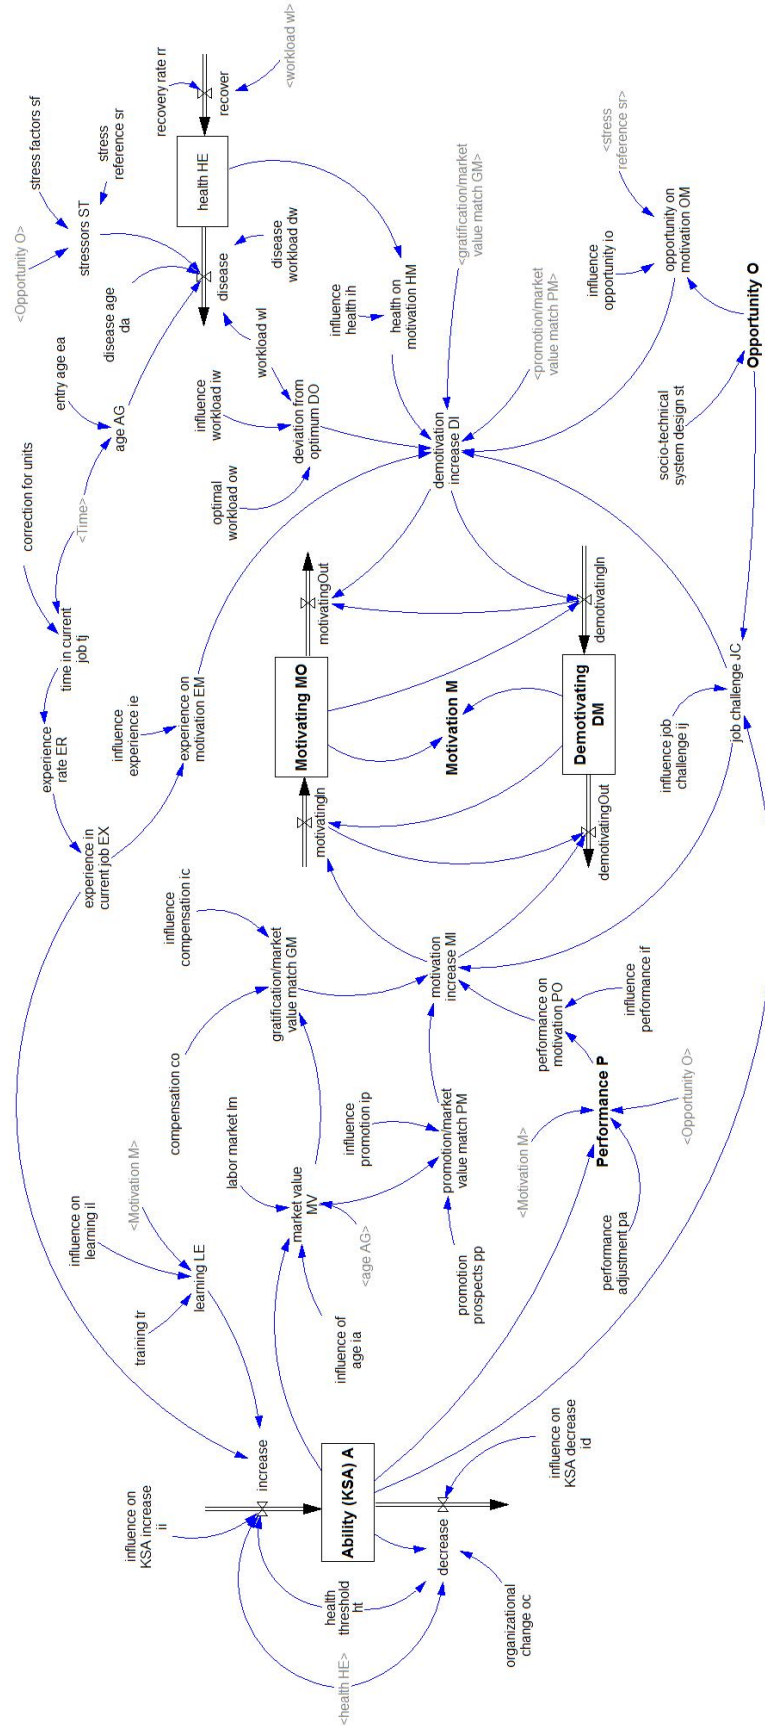 <Opportunity O>
stress factors sf
stressors ST
stress
reference sr
recovery rate rr
recover
<workload wl>
health HE
disease
disease
workload dw
disease age
da
entry age ea
age AG
<Time>
correction for units
time in current
job tj
experience
rate ER
experience in
current job EX
influence
experience ie
experience on
motivation EM
optimal
workload ow
influence
workload iw
deviation from
optimum DO
workload wl
influence
health ih
health on
motivation HM
<gratification/market
value match GM>
<promotion/market
value match PM>
demotivation
increase DI
<stress
reference sr>
influence
opportunity io
opportunity on
motivation OM
Opportunity O
socio-technical
system design st
motivatingOut
Motivating MO
motivatingIn
Motivation M
demotivatingIn
Demotivating
DM
demotivatingOut
influence job
challenge ij
job challenge JC
influence
compensation ic
compensation co
gratification/market
value match GM
motivation
increase MI
performance on
motivation PO
influence
performance if
labor market lm
influence
promotion ip
market value
MV
promotion/market
value match PM
promotion
prospects pp
<age AG>
influence of
age ia
<Motivation M>
Performance P
<Opportunity O>
performance
adjustment pa
<Motivation M>
influence on
learning il
learning LE
training tr
increase
influence on
KSA increase
ii
Ability (KSA) A
decrease
influence on
KSA decrease
id
health
threshold
ht
organizational
change oc
<health HE>